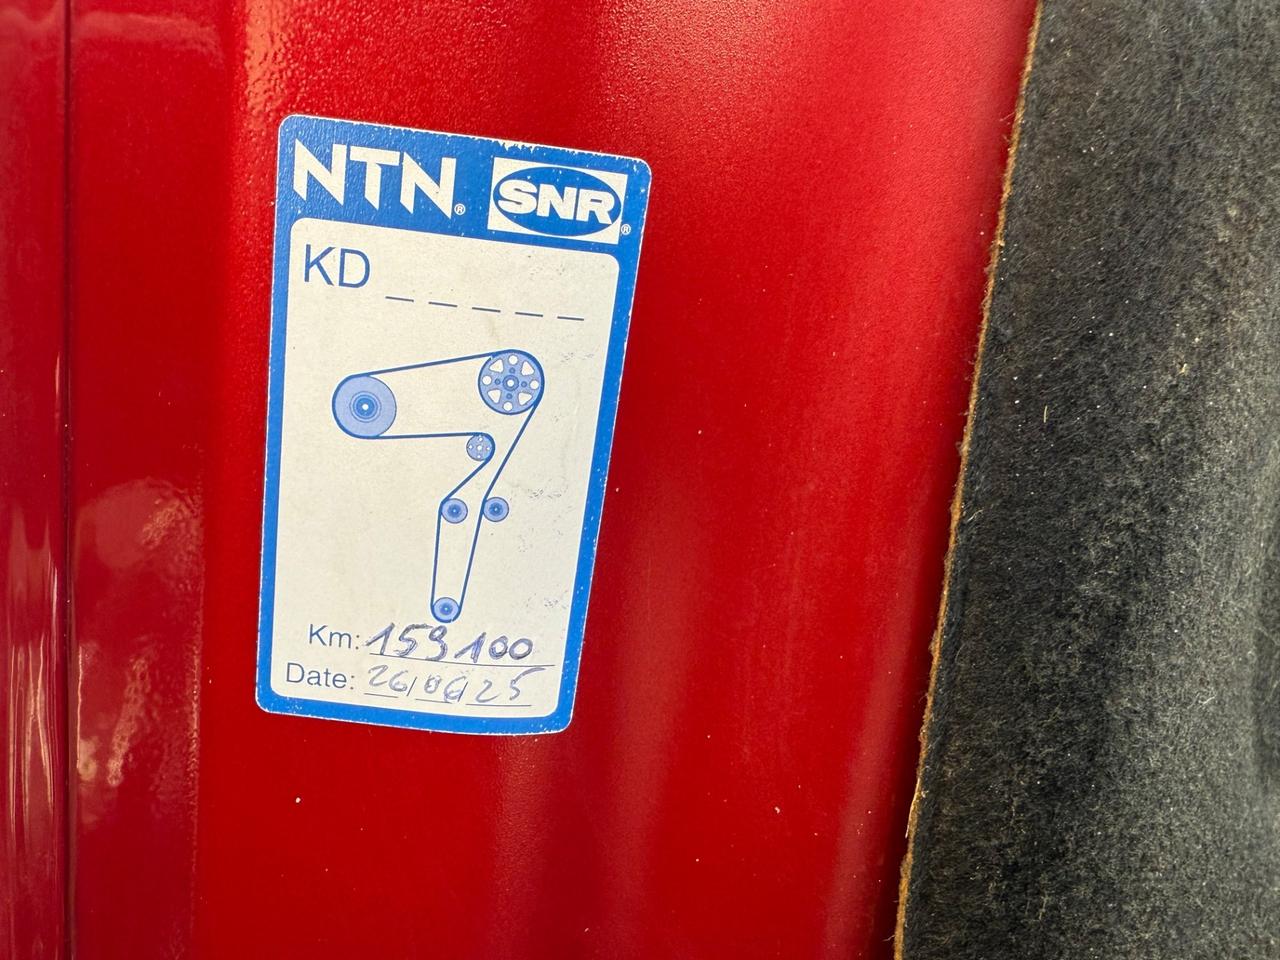 NTN® SNR®
KD _ _ _ _ _
Km: 159100
Date: 26/06/25